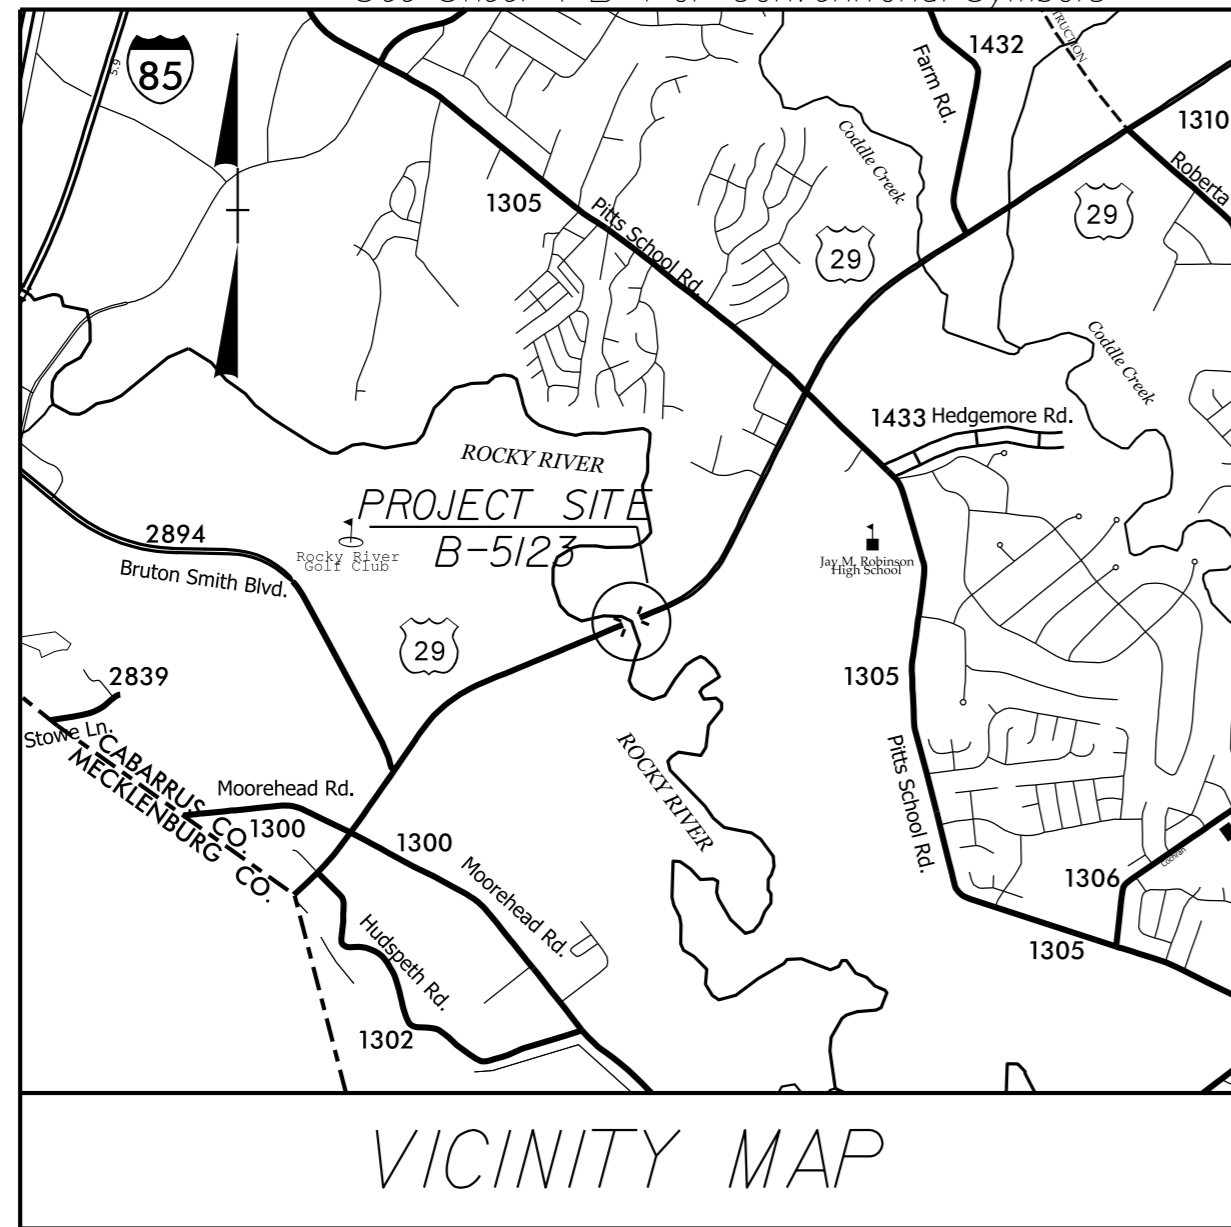 1432
Farm Rd.
85
5.9
1310
Roberta
Coddle Creek
29
1305
Pitts School Rd.
29
Coddle Creek
1433 Hedgemore Rd.
ROCKY RIVER
PROJECT SITE
B-5123
2894
Bruton Smith Blvd.
Rocky River
Golf Club
Jay M. Robinson
High School
29
2839
Stowe Ln.
1305
CABARRUS CO.
MECKLENBURG CO.
Moorehead Rd.
1300
1300
Moorehead Rd.
ROCKY RIVER
Pitts School Rd.
Cochran
1306
1305
Hudspeth Rd.
1302
VICINITY MAP